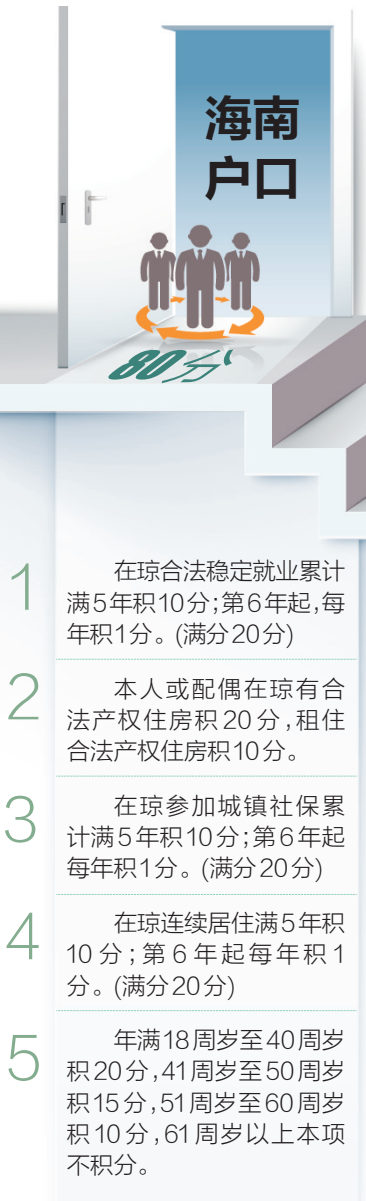 海南
户口
80分
1
在琼合法稳定就业累计
满5年积10分;第6年起,每
年积1分。(满分20分)
2
本人或配偶在琼有合
法产权住房积20分,租住
合法产权住房积10分。
3
在琼参加城镇社保累
计满5年积10分;第6年起
每年积1分。(满分20分)
4
在琼连续居住满5年积
10分;第6年起每年积1
分。(满分20分)
5
年满18周岁至40周岁
积20分,41周岁至50周岁
积15分,51周岁至60周岁
积10分,61周岁以上本项
不积分。